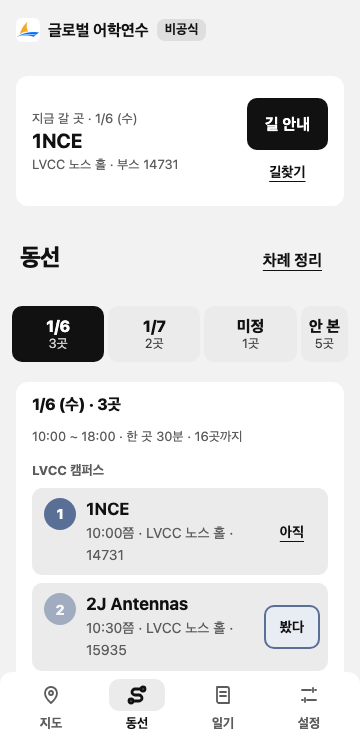 글로벌 어학연수 비공식
지금 갈 곳 · 1/6 (수)
1NCE
LVCC 노스 홀 · 부스 14731
길 안내
길찾기
동선
차례 정리
1/6
3곳
1/7
2곳
미정
1곳
안 본
5곳
1/6 (수) · 3곳
10:00 ~ 18:00 · 한 곳 30분 · 16곳까지
LVCC 캠퍼스
1
1NCE
10:00쯤 · LVCC 노스 홀 ·
14731
아직
2
2J Antennas
10:30쯤 · LVCC 노스 홀 ·
15935
봤다
지도
동선
일기
설정